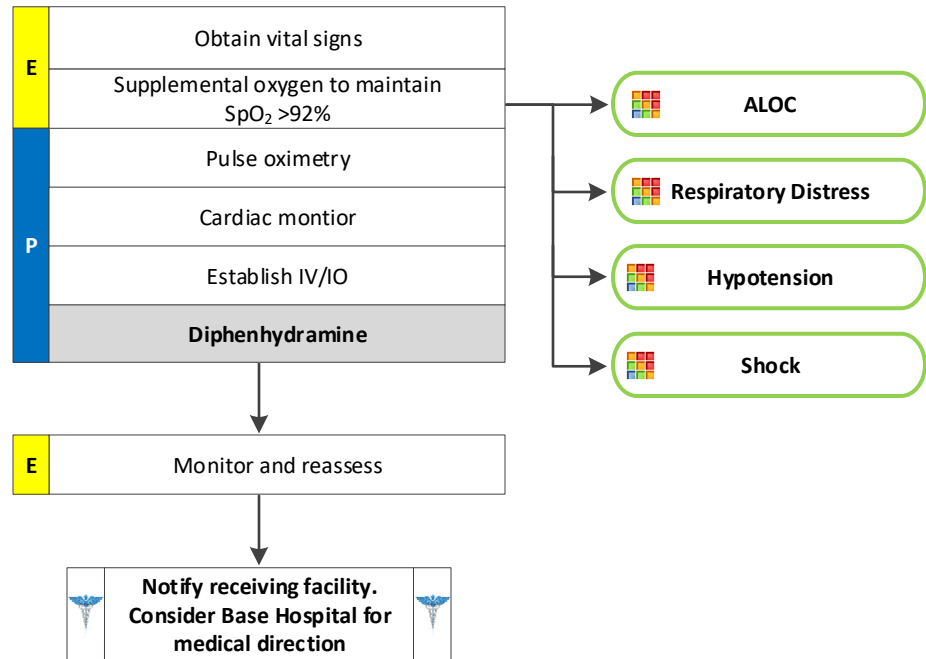 E
Obtain vital signs
Supplemental oxygen to maintain
SpO₂ >92%
P
Pulse oximetry
Cardiac montior
Establish IV/IO
Diphenhydramine
ALOC
Respiratory Distress
Hypotension
Shock
E
Monitor and reassess
Notify receiving facility.
Consider Base Hospital for
medical direction